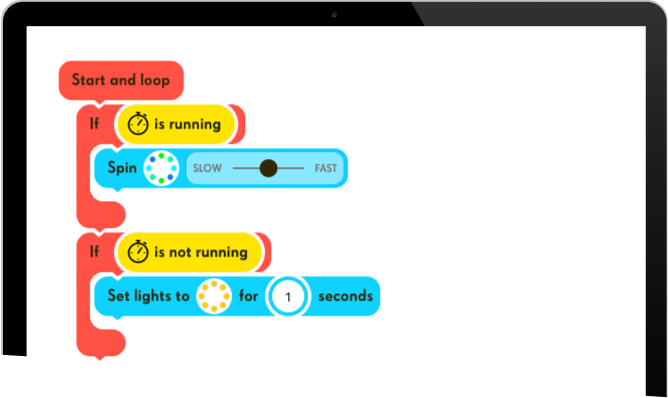 Start and loop
If is running
Spin SLOW FAST
If is not running
Set lights to for 1 seconds